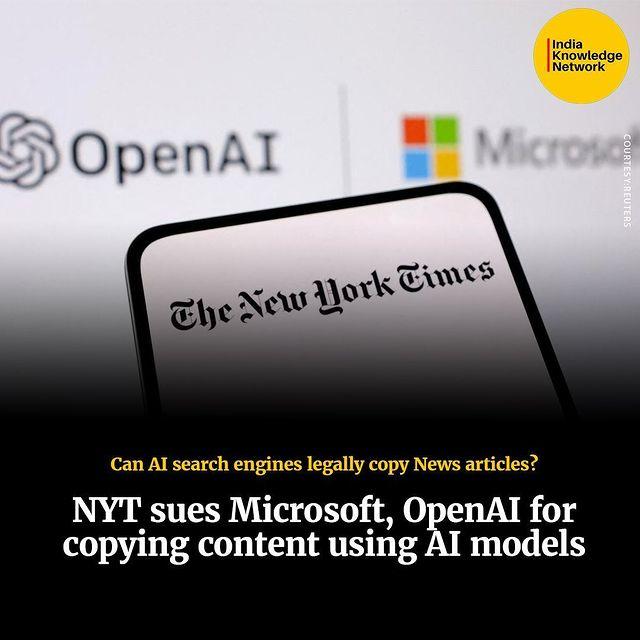 India
Knowledge
Network
OpenAI
Microsof
COURTESY:REUTERS
The New York Times
Can AI search engines legally copy News articles?
NYT sues Microsoft, OpenAI for
copying content using AI models